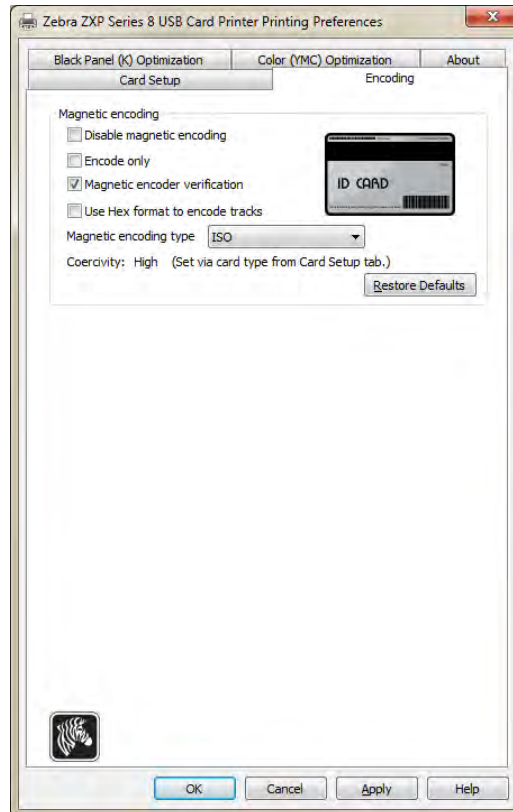 Zebra ZXP Series 8 USB Card Printer Printing Preferences
Black Panel (K) Optimization Color (YMC) Optimization About
Card Setup Encoding
Magnetic encoding
Disable magnetic encoding
Encode only
Magnetic encoder verification
Use Hex format to encode tracks
ID CARD
Magnetic encoding type ISO
Coercivity: High (Set via card type from Card Setup tab.)
Restore Defaults
OK Cancel Apply Help